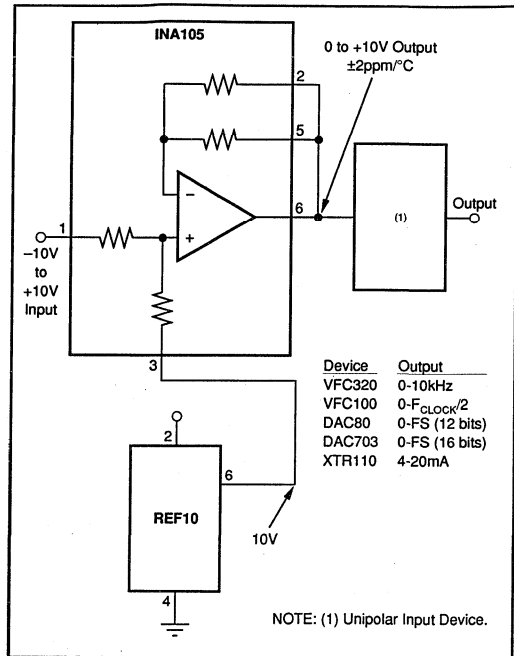 INA105
0 to +10V Output
±2ppm/°C
2
5
6
1
–10V
to
+10V
Input
–
+
(1)
Output
3
Device Output
VFC320 0-10kHz
VFC100 0-FCLOCK/2
DAC80 0-FS (12 bits)
DAC703 0-FS (16 bits)
XTR110 4-20mA
2
6
REF10
10V
4
NOTE: (1) Unipolar Input Device.